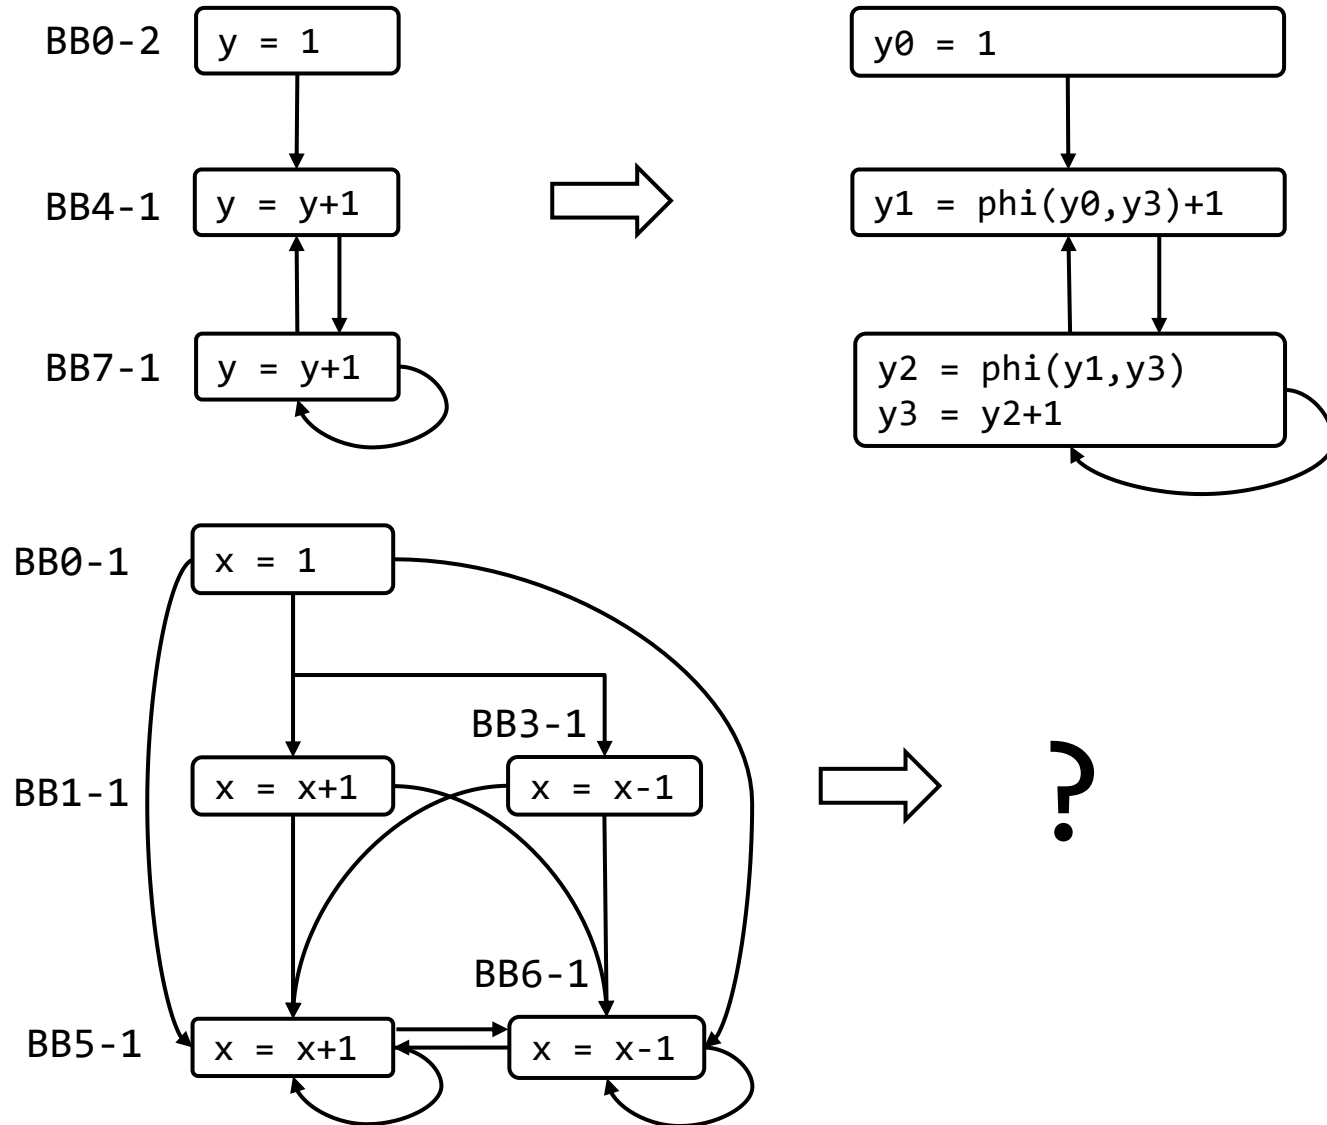 BB0-2
y = 1
y0 = 1
BB4-1
y = y+1
y1 = phi(y0,y3)+1
BB7-1
y = y+1
y2 = phi(y1,y3)
y3 = y2+1
BB0-1
x = 1
BB3-1
BB1-1
x = x+1
x = x-1
?
BB6-1
BB5-1
x = x+1
x = x-1